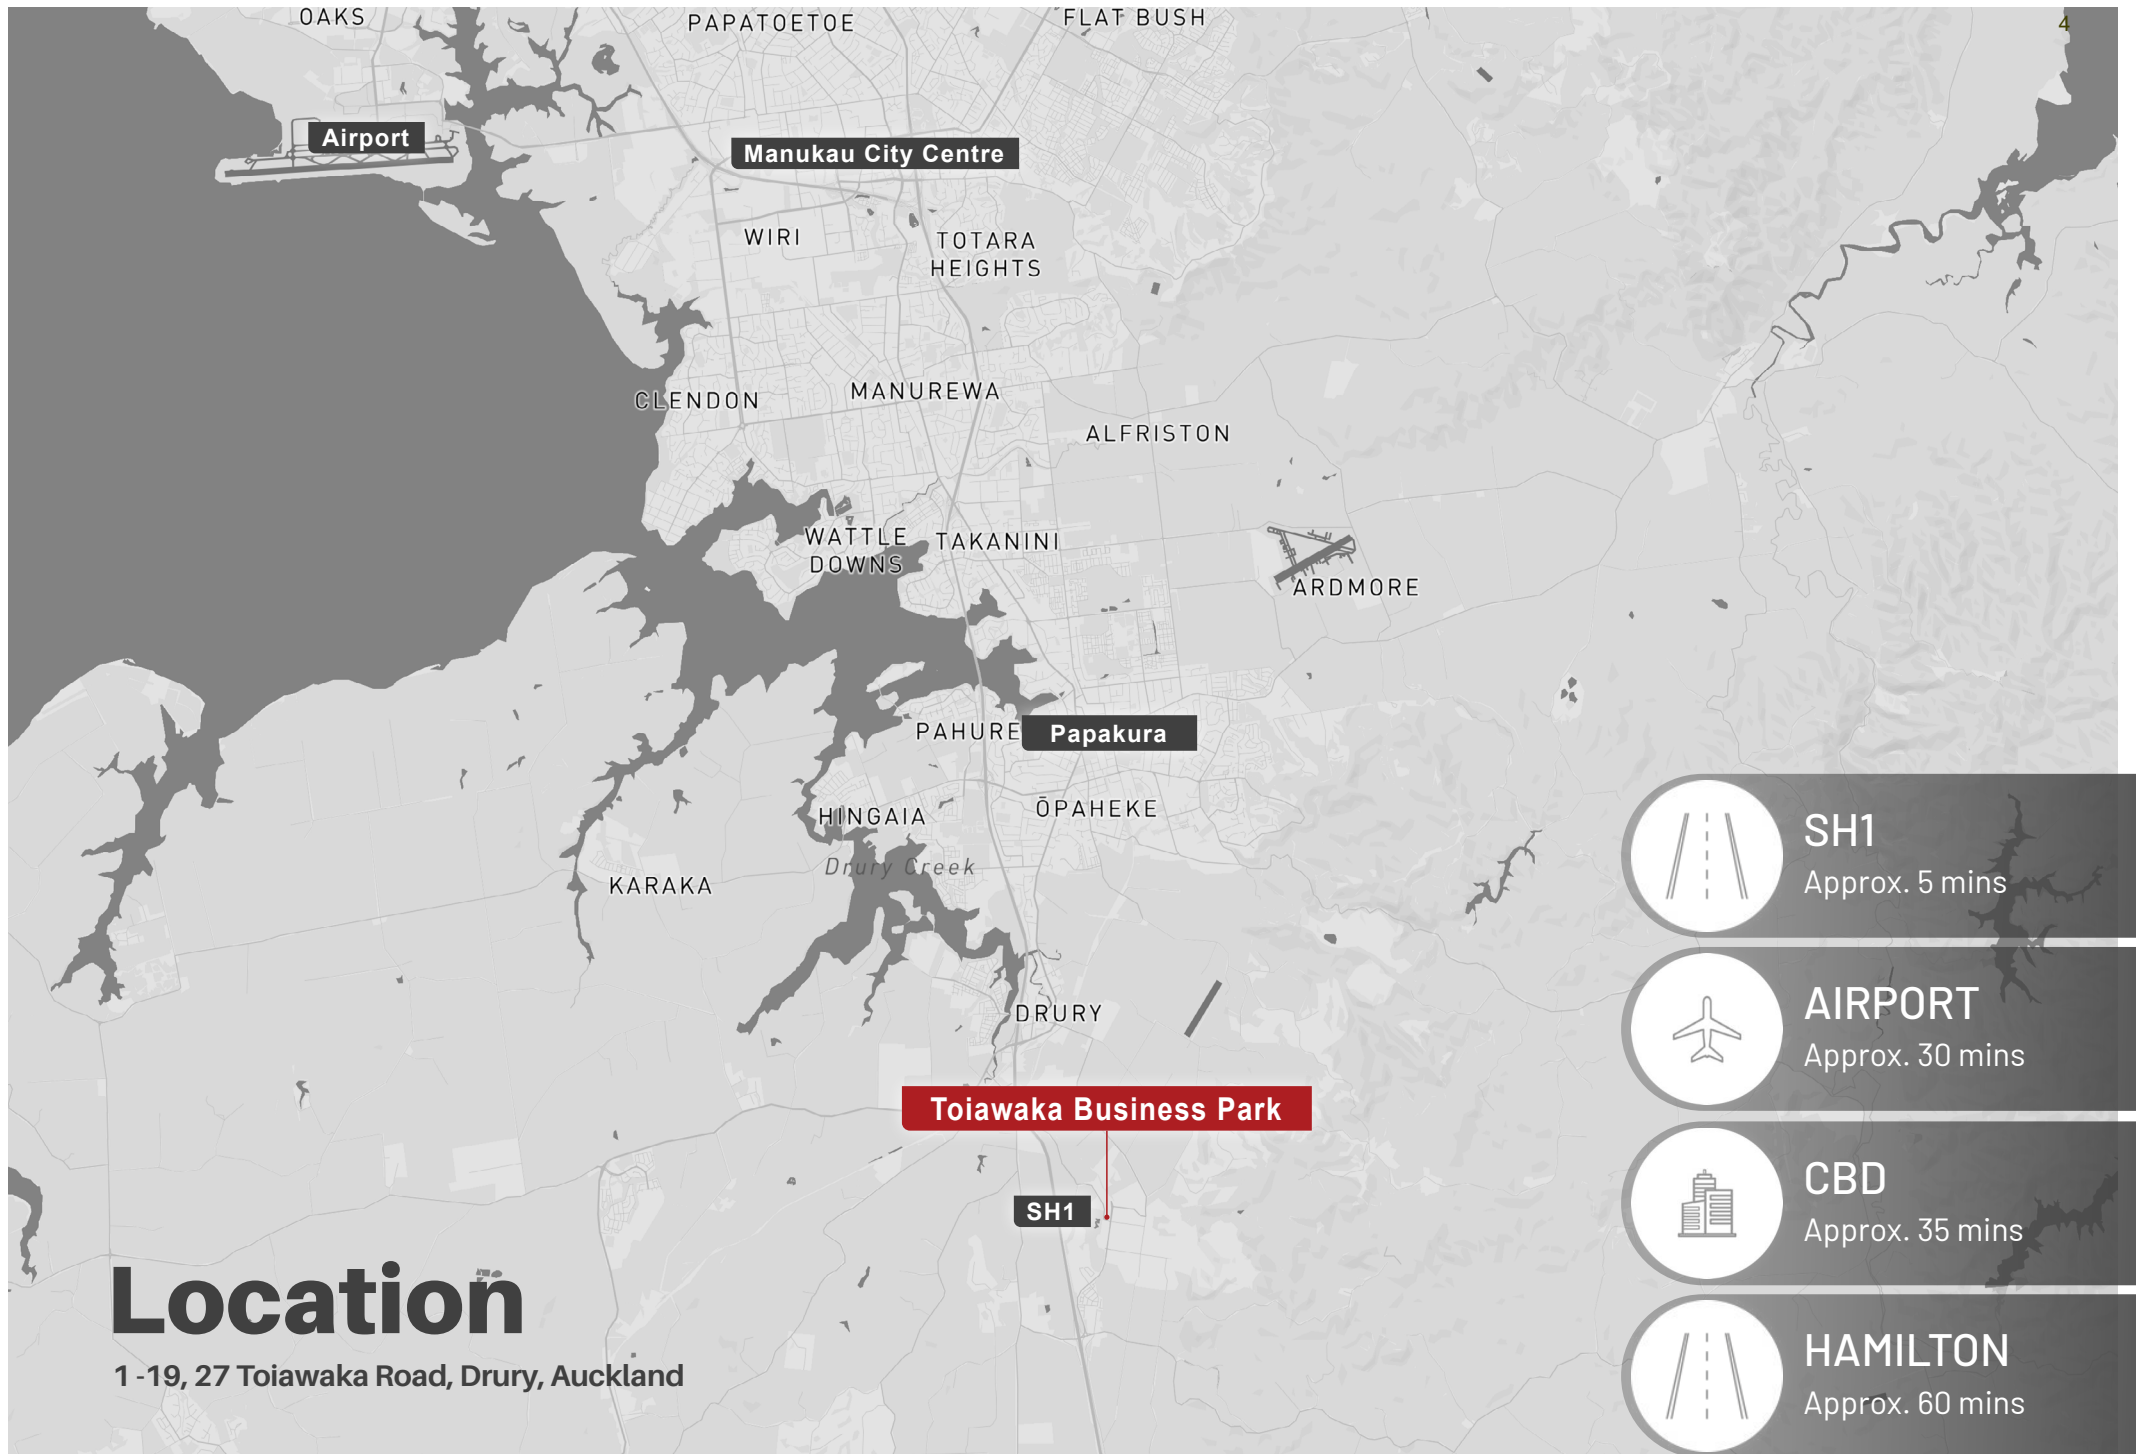 4
OAKS
PAPATOETOE
FLAT BUSH
Airport
Manukau City Centre
WIRI
TOTARA
HEIGHTS
CLENDON
MANUREWA
ALFRISTON
WATTLE
DOWNS
TAKANINI
ARDMORE
PAHURE
Papakura
HINGAIA
ŌPAHEKE
Drury Creek
KARAKA
DRURY
Toiawaka Business Park
SH1
Location
1 -19, 27 Toiawaka Road, Drury, Auckland
SH1
Approx. 5 mins
AIRPORT
Approx. 30 mins
CBD
Approx. 35 mins
HAMILTON
Approx. 60 mins